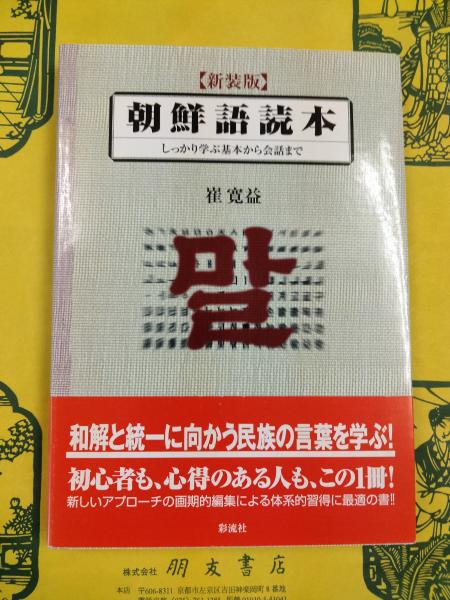 【新装版】
朝鮮語読本
しっかり学ぶ基本から会話まで
崔寛益
말
和解と統一に向かう民族の言葉を学ぶ!
初心者も、心得のある人も、この1冊!
新しいアプローチの画期的編集による体系的習得に最適の書!!
彩流社
株式会社 朋友書店
本店 〒606-8311 京都市左京区吉田神楽岡町8番地